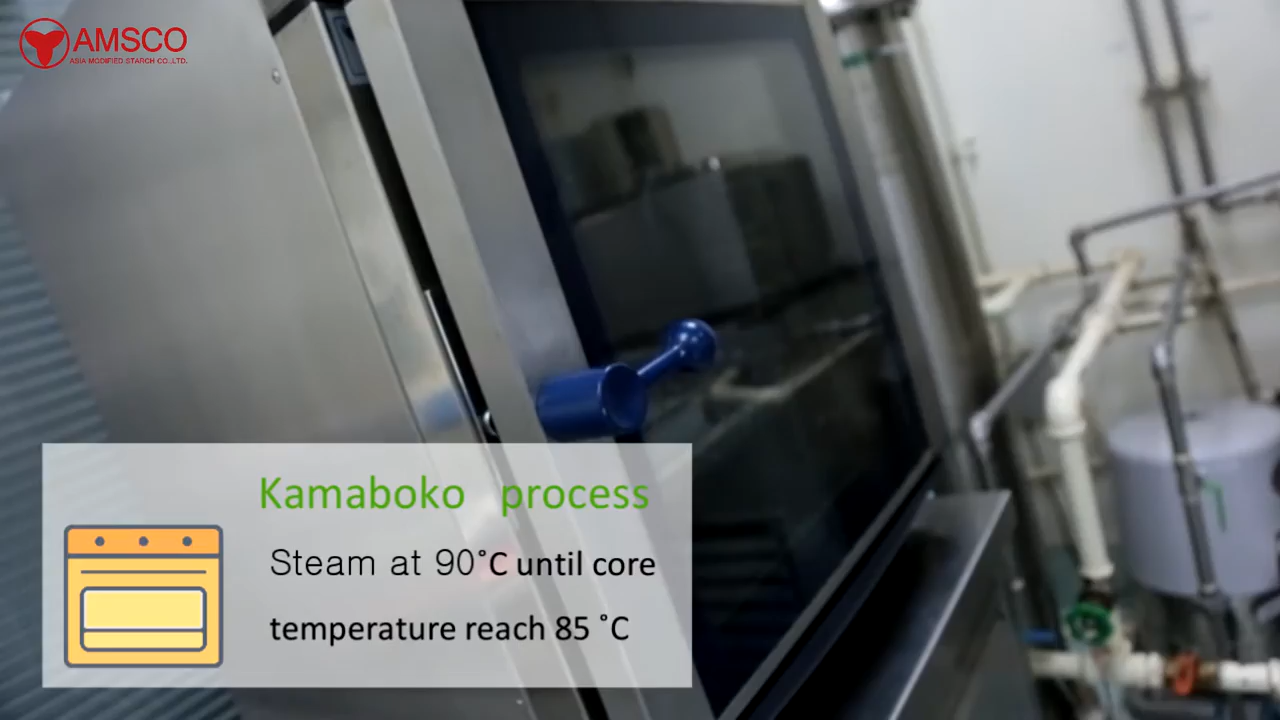 AMSCO
ASIA MODIFIED STARCH CO.,LTD.
Kamaboko process
Steam at 90˚C until core
temperature reach 85 ˚C